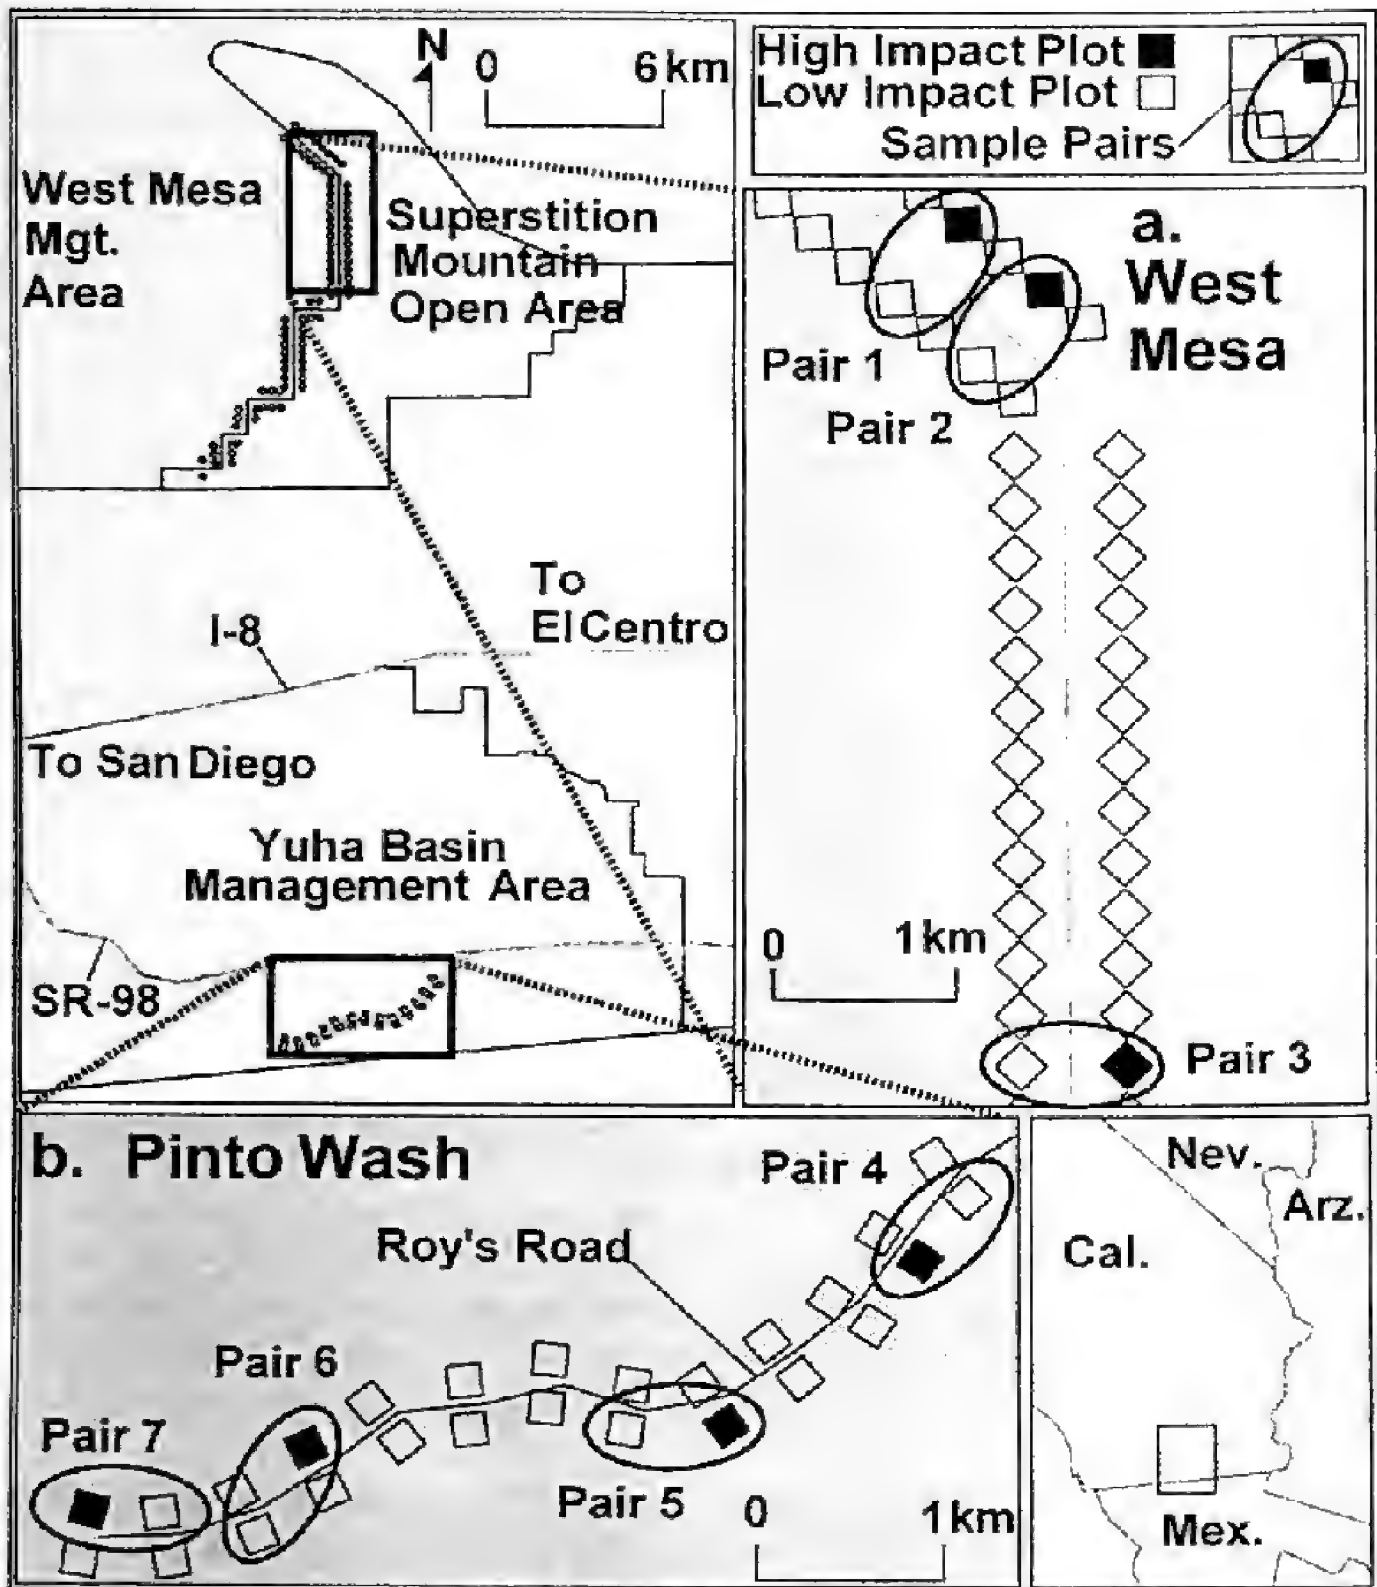 N
0 6 km
West Mesa
Mgt.
Area
Superstition
Mountain
Open Area
I-8
To
El Centro
To San Diego
Yuha Basin
Management Area
SR-98
High Impact Plot
Low Impact Plot
Sample Pairs
a.
West
Mesa
Pair 1
Pair 2
0 1 km
Pair 3
b. Pinto Wash
Pair 4
Roy's Road
Pair 6
Pair 7
Pair 5
0 1 km
Nev.
Arz.
Cal.
Mex.